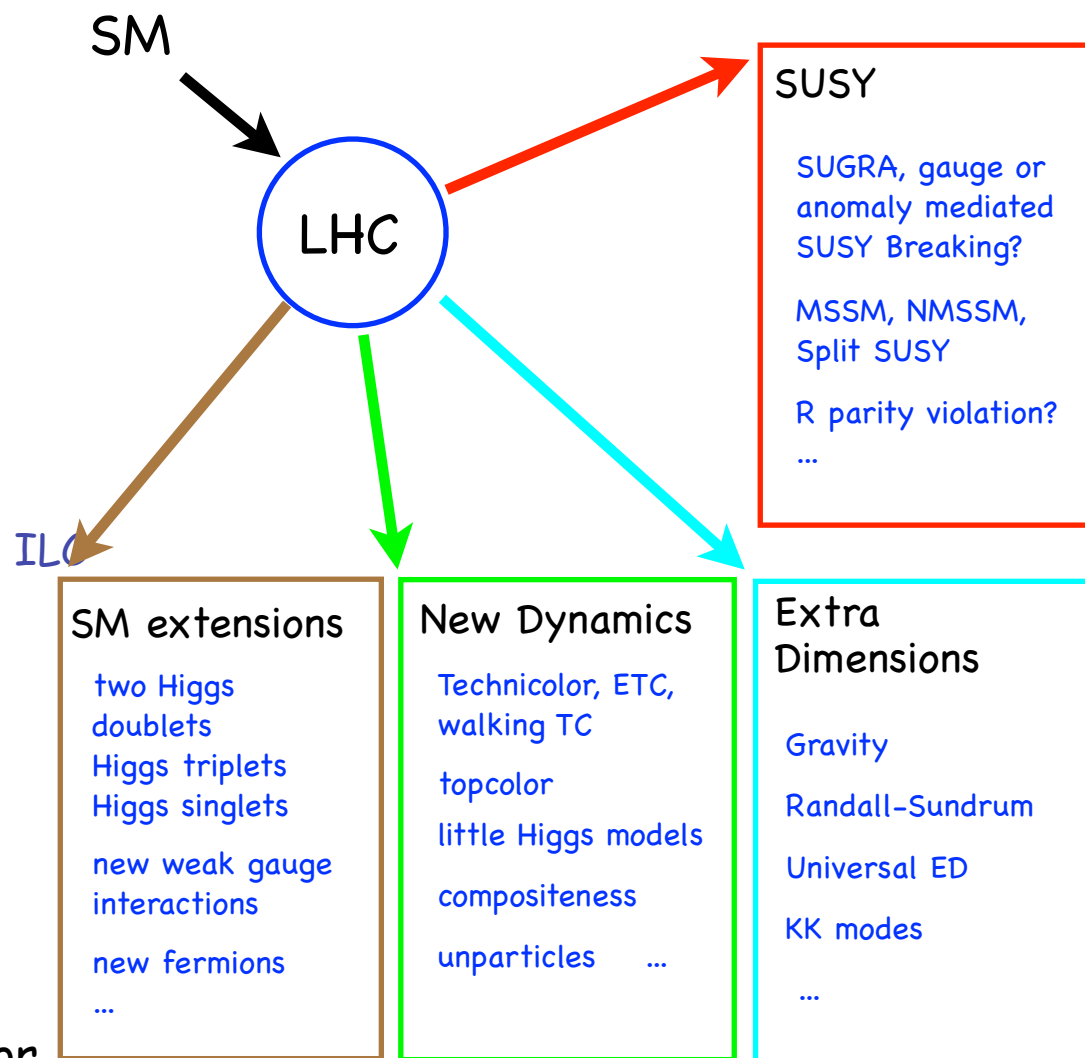 SM
LHC
SUSY
SUGRA, gauge or
anomaly mediated
SUSY Breaking?
MSSM, NMSSM,
Split SUSY
R parity violation?
...
SM extensions
two Higgs
doublets
Higgs triplets
Higgs singlets
new weak gauge
interactions
new fermions
...
New Dynamics
Technicolor, ETC,
walking TC
topcolor
little Higgs models
compositeness
unparticles ...
Extra
Dimensions
Gravity
Randall-Sundrum
Universal ED
KK modes
...